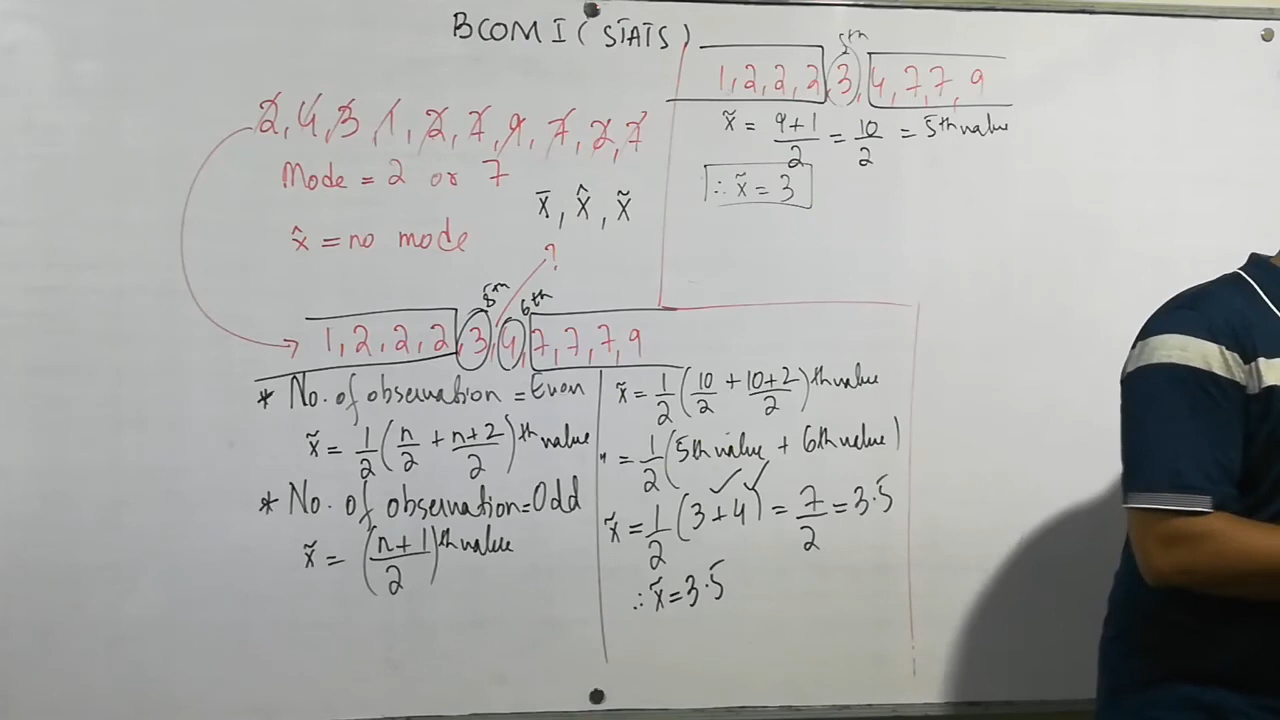 BCOM I (STATS)
2, 4, 3, 1, 2, 7, 9, 7, 2, 7
Mode = 2 or 7
x̂ = no mode
x̄, x̂, x̃
?
5th 6th
1, 2, 2, 2, 3, 4, 7, 7, 7, 9
* No. of observation = Even
x̃ = 1/2 (n/2 + n+2/2)th value
* No. of observation = Odd
x̃ = (n+1/2)th value
x̃ = 1/2 (10/2 + 10+2/2)th value
" = 1/2 (5th value + 6th value)
x̃ = 1/2 (3+4) = 7/2 = 3.5
∴ x̃ = 3.5
5th
1, 2, 2, 2, 3, 4, 7, 7, 9
x̃ = 9+1/2 = 10/2 = 5th value
∴ x̃ = 3